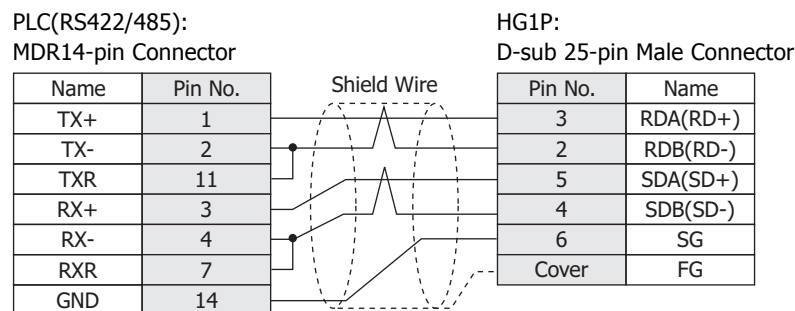 PLC(RS422/485):
MDR14-pin Connector
HG1P:
D-sub 25-pin Male Connector
Name Pin No. Shield Wire Pin No. Name
TX+ 1 3 RDA(RD+)
TX- 2 2 RDB(RD-)
TXR 11 5 SDA(SD+)
RX+ 3 4 SDB(SD-)
RX- 4 6 SG
RXR 7 Cover FG
GND 14